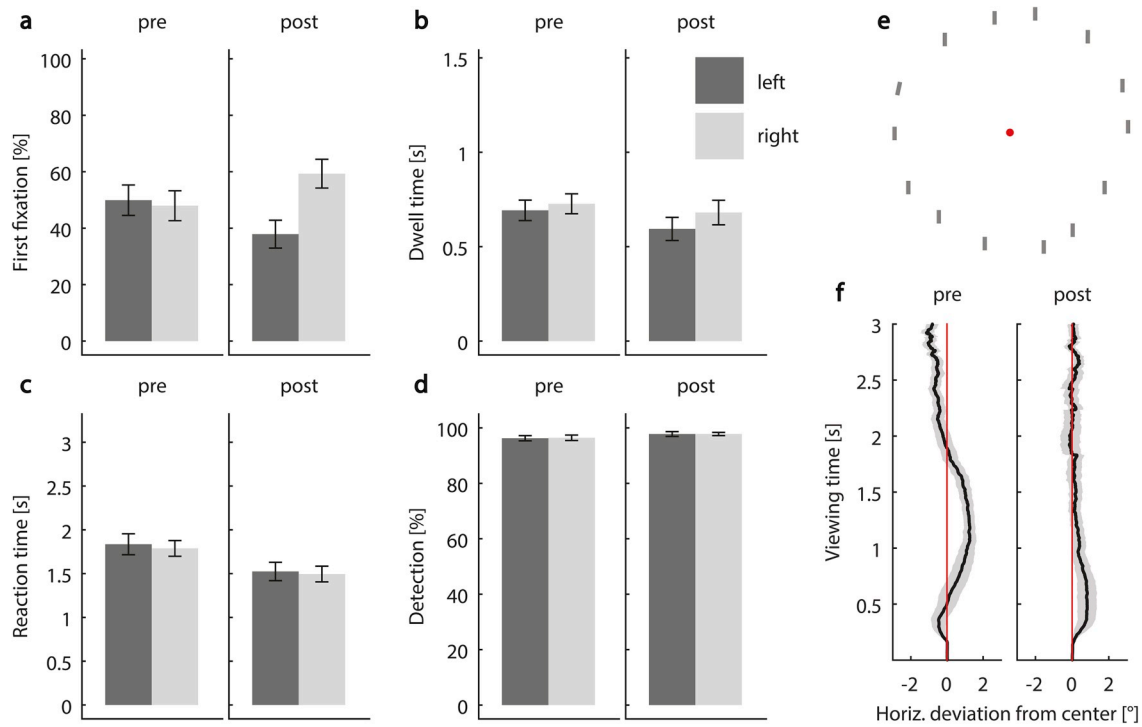 a
pre post
First fixation [%]
100
80
60
40
20
0
b
pre post
Dwell time [s]
1.5
1
0.5
0
left
right
e
c
pre post
Reaction time [s]
3
2.5
2
1.5
1
0.5
0
d
pre post
Detection [%]
100
80
60
40
20
0
f
pre post
Viewing time [s]
3
2.5
2
1.5
1
0.5
-2 0 2 -2 0 2
Horiz. deviation from center [°]